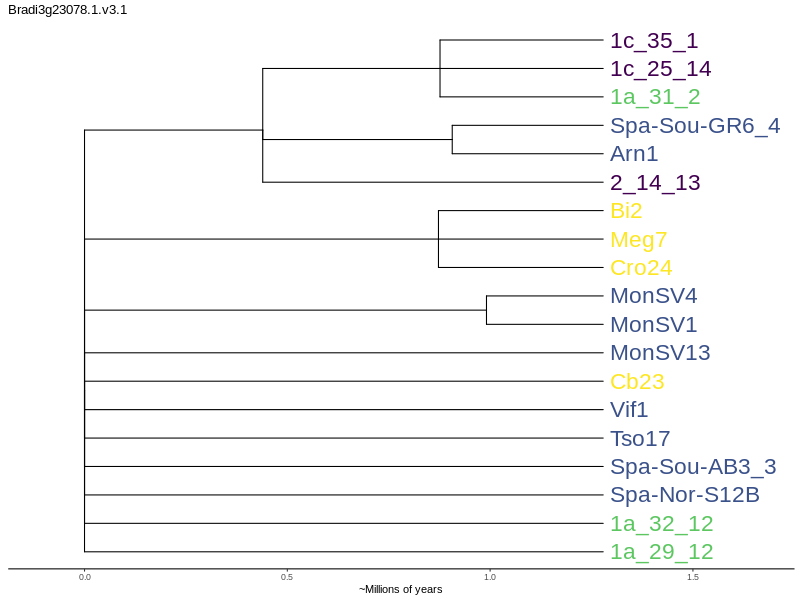 Bradi3g23078.1.v3.1
1c_35_1
1c_25_14
1a_31_2
Spa-Sou-GR6_4
Arn1
2_14_13
Bi2
Meg7
Cro24
MonSV4
MonSV1
MonSV13
Cb23
Vif1
Tso17
Spa-Sou-AB3_3
Spa-Nor-S12B
1a_32_12
1a_29_12
0.0 0.5 1.0 1.5
~Millions of years